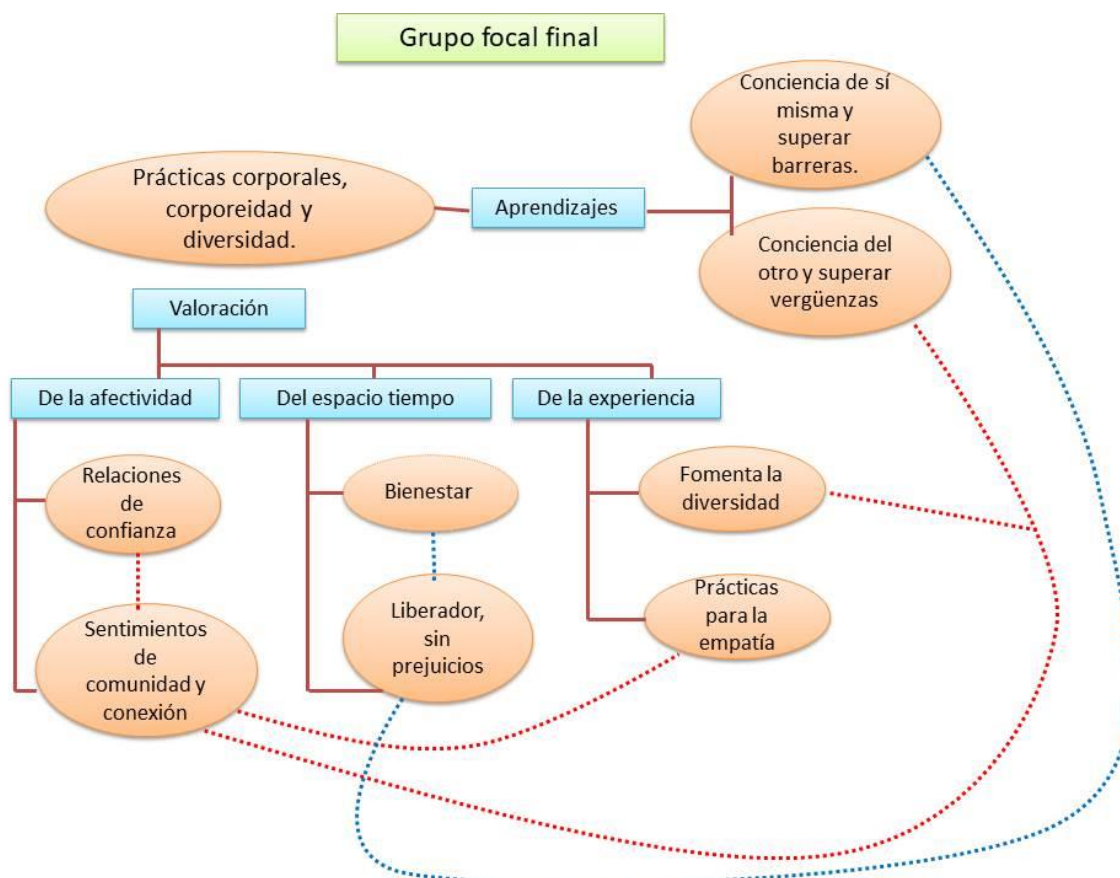 Grupo focal final
Conciencia de sí
misma y
superar
barreras.
Prácticas corporales,
corporeidad y
diversidad.
Aprendizajes
Conciencia del
otro y superar
vergüenzas
Valoración
De la afectividad
Del espacio tiempo
De la experiencia
Relaciones
de
confianza
Bienestar
Fomenta la
diversidad
Sentimientos
de
comunidad y
conexión
Liberador,
sin
prejuicios
Prácticas
para la
empatía